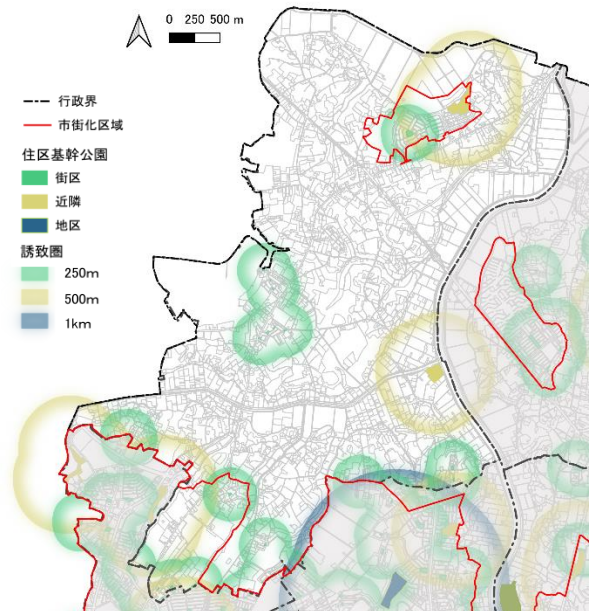 0 250 500 m
行政界
市街化区域
住区基幹公園
街区
近隣
地区
誘致圏
250m
500m
1km